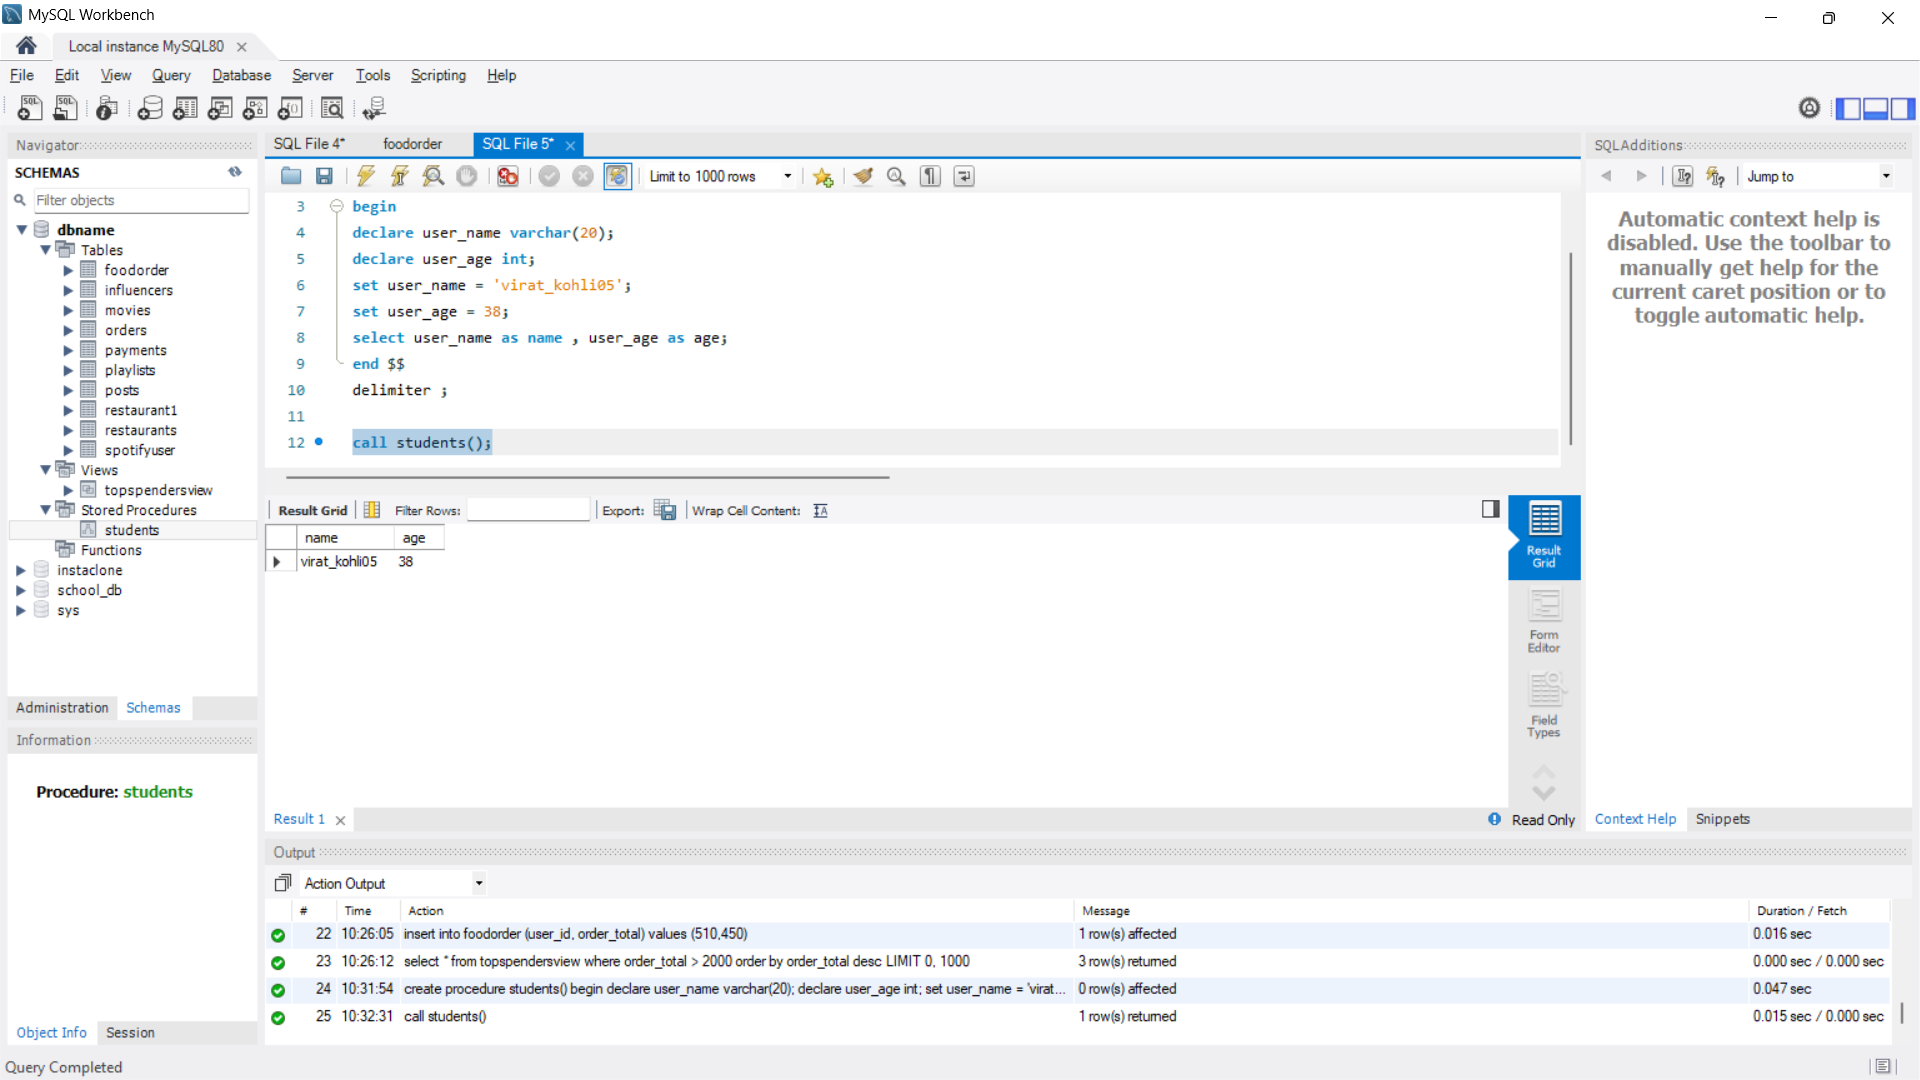 MySQL Workbench
Local instance MySQL80
File Edit View Query Database Server Tools Scripting Help
Navigator
SCHEMAS
Filter objects
dbname
Tables
foodorder
influencers
movies
orders
payments
playlists
posts
restaurant1
restaurants
spotifyuser
Views
topspendersview
Stored Procedures
students
Functions
instaclone
school_db
sys
Administration Schemas
Information
Procedure: students
Object Info Session
SQL File 4* foodorder SQL File 5*
Limit to 1000 rows
3 begin
4 declare user_name varchar(20);
5 declare user_age int;
6 set user_name = 'virat_kohli05';
7 set user_age = 38;
8 select user_name as name , user_age as age;
9 end $$
10 delimiter ;
11
12 call students();
Result Grid Filter Rows: Export: Wrap Cell Content:
name age
virat_kohli05 38
Result Grid
Form Editor
Field Types
Result 1
Read Only
SQLAdditions
Jump to
Automatic context help is
disabled. Use the toolbar to
manually get help for the
current caret position or to
toggle automatic help.
Context Help Snippets
Output
Action Output
# Time Action Message Duration / Fetch
22 10:26:05 insert into foodorder (user_id, order_total) values (510,450) 1 row(s) affected 0.016 sec
23 10:26:12 select * from topspendersview where order_total > 2000 order by order_total desc LIMIT 0, 1000 3 row(s) returned 0.000 sec / 0.000 sec
24 10:31:54 create procedure students() begin declare user_name varchar(20); declare user_age int; set user_name = 'virat... 0 row(s) affected 0.047 sec
25 10:32:31 call students() 1 row(s) returned 0.015 sec / 0.000 sec
Query Completed